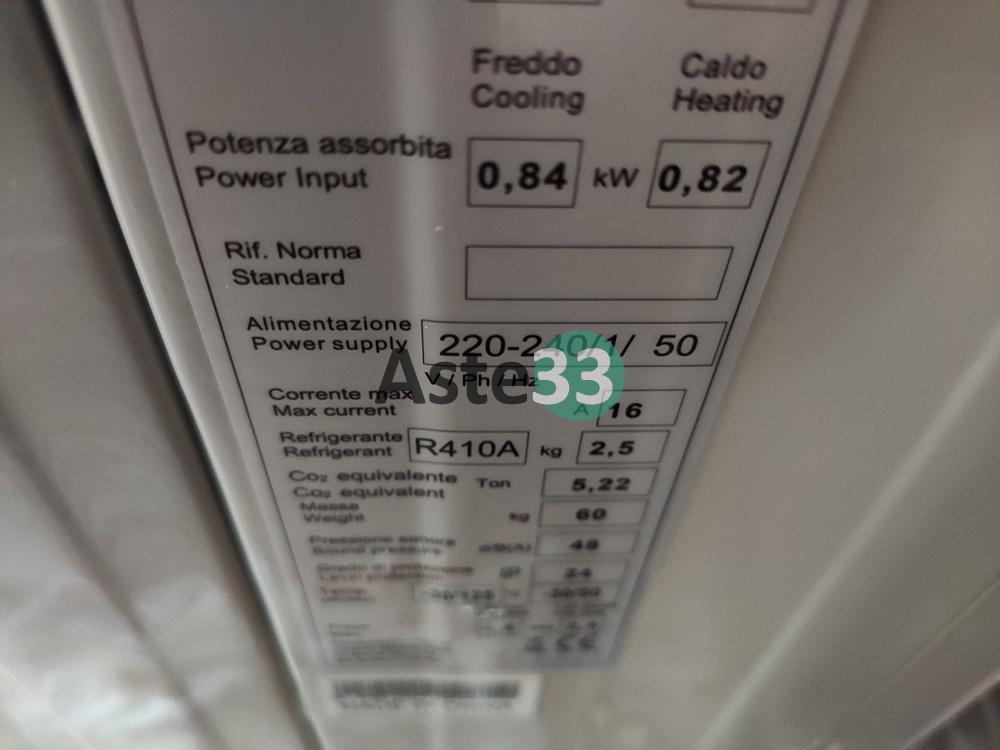 Freddo Caldo
Cooling Heating
Potenza assorbita
Power Input 0,84 kW 0,82
Rif. Norma
Standard
Alimentazione
Power supply 220-240/1/ 50
V / Ph / Hz
Aste33
Corrente max
Max current A 16
Refrigerante
Refrigerant R410A kg 2,5
Co₂ equivalente Ton 5,22
Co₂ equivalent
Massa
Weight kg 60
Pressione sonora
Sound pressure dB(A) 48
Grado di protezione IP 24
Level protection